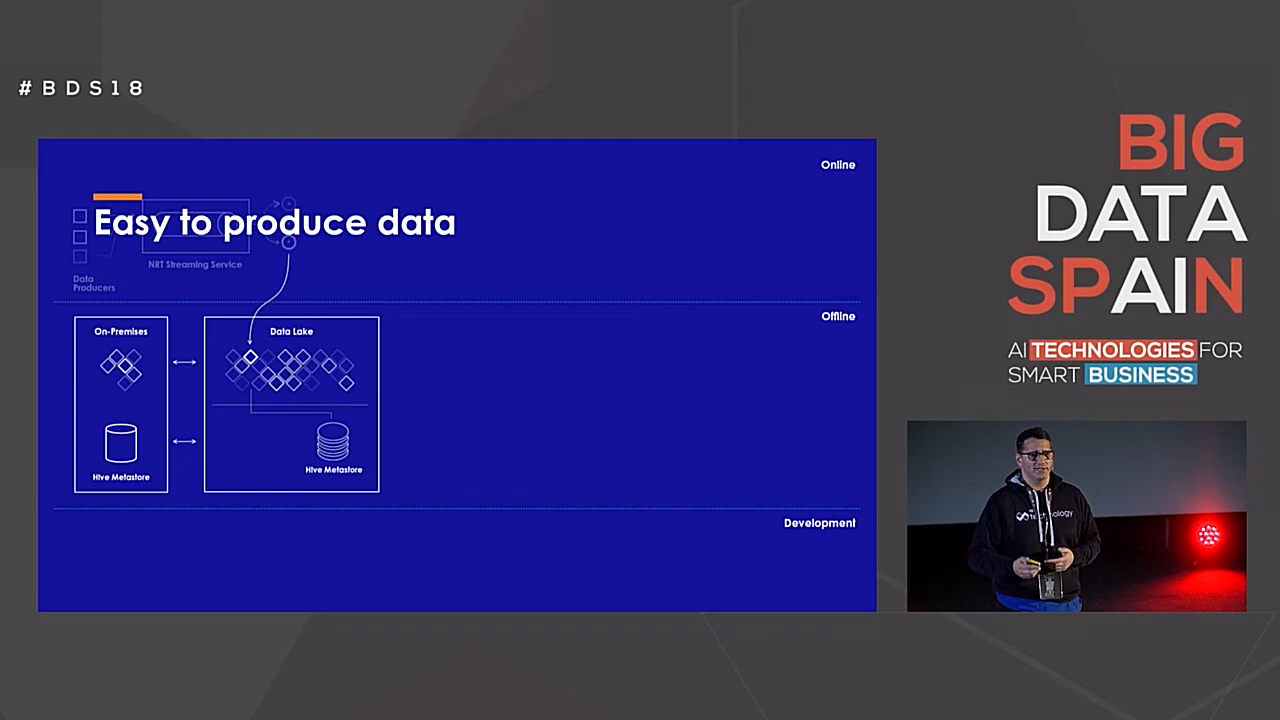 #BDS18
Online
Easy to produce data
NRT Streaming Service
Data
Producers
Offline
On-Premises
Data Lake
Hive Metastore
Hive Metastore
Development
BIG
DATA
SPAIN
AI TECHNOLOGIES FOR
SMART BUSINESS
technology